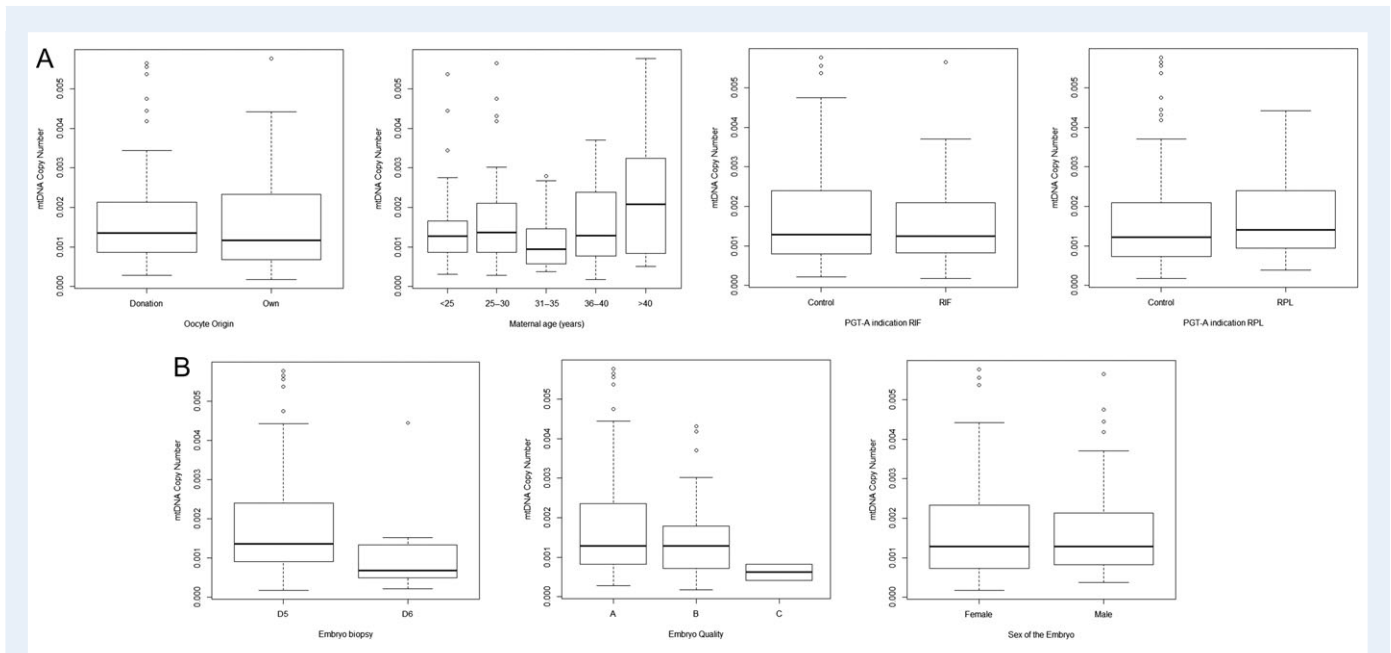 A
mtDNA Copy Number
0.000 0.001 0.002 0.003 0.004 0.005
Donation Own
Oocyte Origin
mtDNA Copy Number
0.000 0.001 0.002 0.003 0.004 0.005
<25 25–30 31–35 36–40 >40
Maternal age (years)
mtDNA Copy Number
0.000 0.001 0.002 0.003 0.004 0.005
Control RIF
PGT-A indication RIF
mtDNA Copy Number
0.000 0.001 0.002 0.003 0.004 0.005
Control RPL
PGT-A indication RPL
B
mtDNA Copy Number
0.000 0.001 0.002 0.003 0.004 0.005
D5 D6
Embryo biopsy
mtDNA Copy Number
0.000 0.001 0.002 0.003 0.004 0.005
A B C
Embryo Quality
mtDNA Copy Number
0.000 0.001 0.002 0.003 0.004 0.005
Female Male
Sex of the Embryo